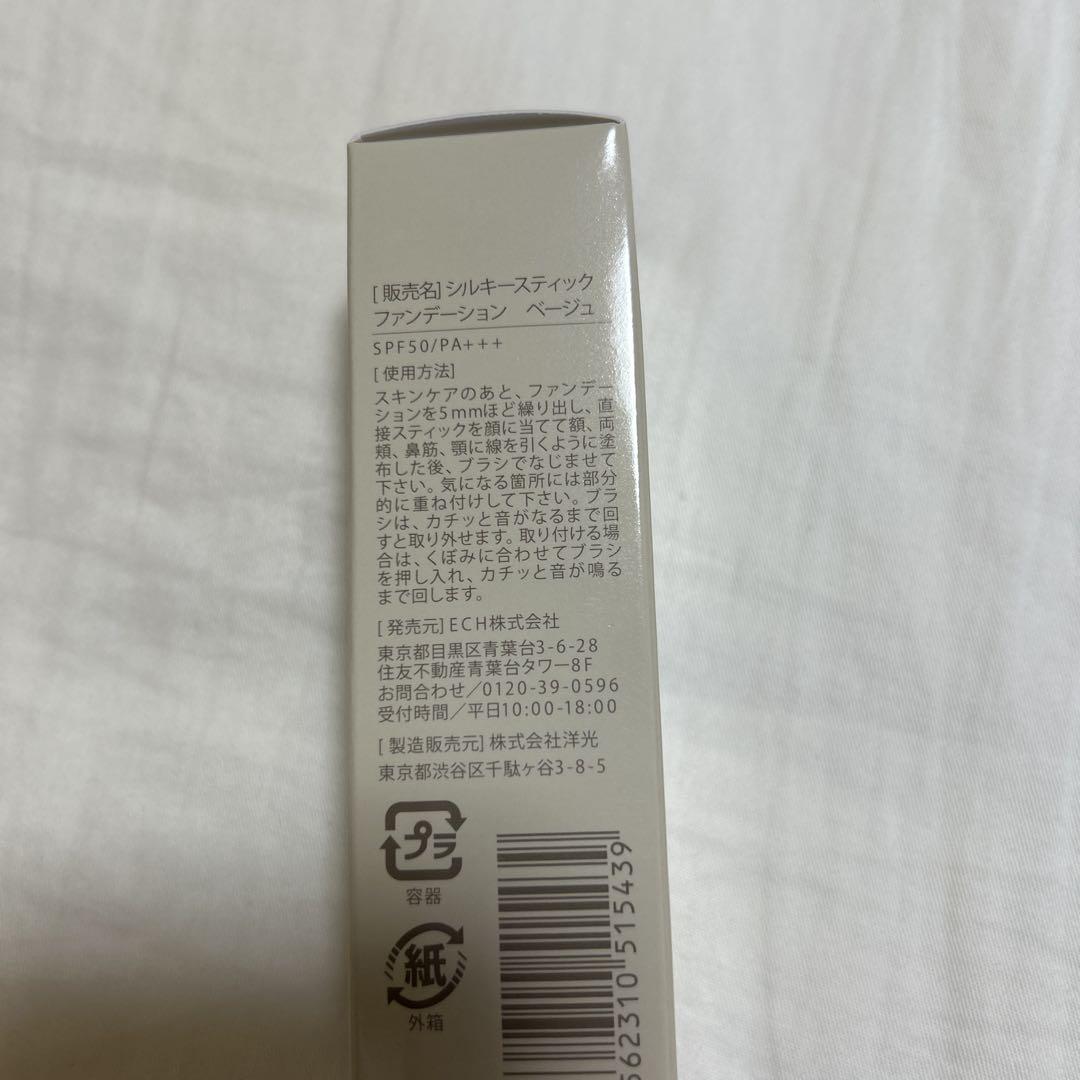 [ 販売名] シルキースティック
ファンデーション　ベージュ
SPF50/PA+++
[ 使用方法]
スキンケアのあと、ファンデー
ションを5mmほど繰り出し、直
接スティックを顔に当てて額、両
頬、鼻筋、顎に線を引くように塗
布した後、ブラシでなじませて
下さい。気になる箇所には部分
的に重ね付けして下さい。ブラ
シは、カチッと音がなるまで回
すと取り外せます。取り付ける場
合は、くぼみに合わせてブラシ
を押し入れ、カチッと音が鳴る
まで回します。
[ 発売元] ECH株式会社
東京都目黒区青葉台3-6-28
住友不動産青葉台タワー8F
お問合わせ／0120-39-0596
受付時間／平日10:00-18:00
[ 製造販売元] 株式会社洋光
東京都渋谷区千駄ヶ谷3-8-5
プラ
容器
紙
外箱
562310 515439